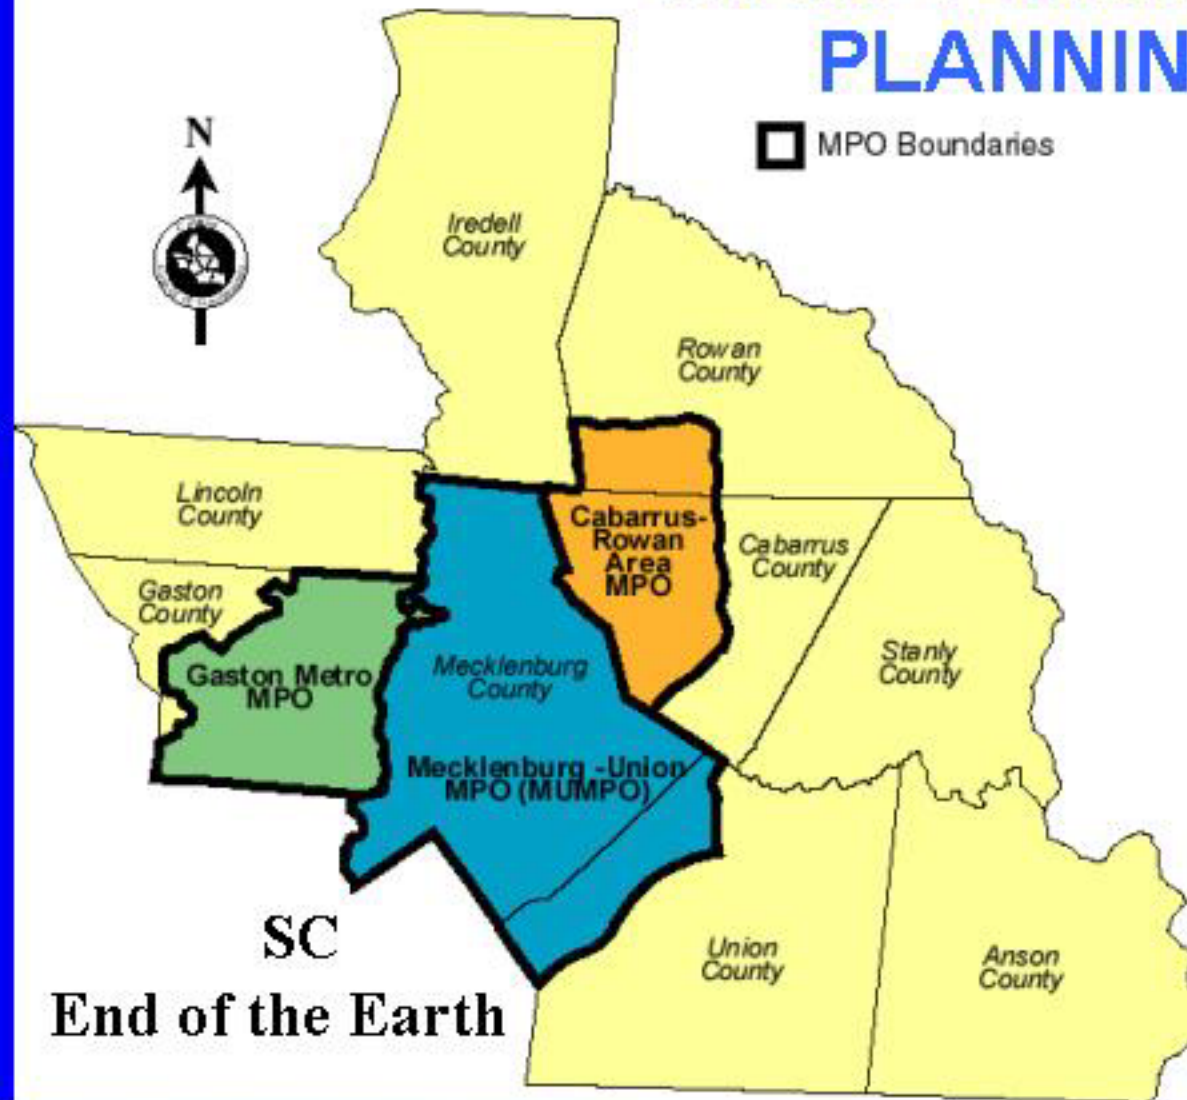 PLANNIN
N
MPO Boundaries
Iredell
County
Rowan
County
Lincoln
County
Cabarrus-
Rowan
Area
MPO
Cabarrus
County
Gaston
County
Stanly
County
Gaston Metro
MPO
Mecklenburg
County
Mecklenburg -Union
MPO (MUMPO)
SC
End of the Earth
Union
County
Anson
County